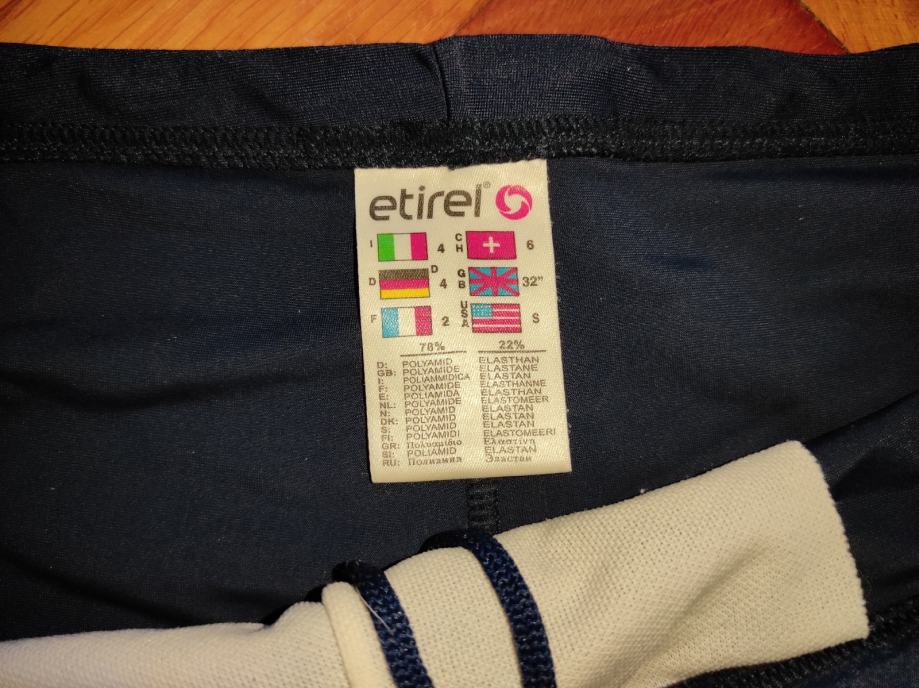 etirel®
I 4 CH 6
D D 4 GB 32"
F 2 USA S
78% 22%
D: POLYAMID ELASTHAN
GB: POLYAMIDE ELASTANE
I: POLIAMMIDICA ELASTAN
F: POLYAMIDE ELASTHANNE
E: POLIAMIDA ELASTHAN
NL: POLYAMIDE ELASTOMEER
N: POLYAMID ELASTAN
DK: POLYAMID ELASTAN
S: POLYAMID ELASTAN
FI: POLYAMIDI ELASTOMEERI
GR: Πολυαμίδιο Ελαστίνη
SI: POLIAMID ELASTAN
RU: Полиамид Эластан